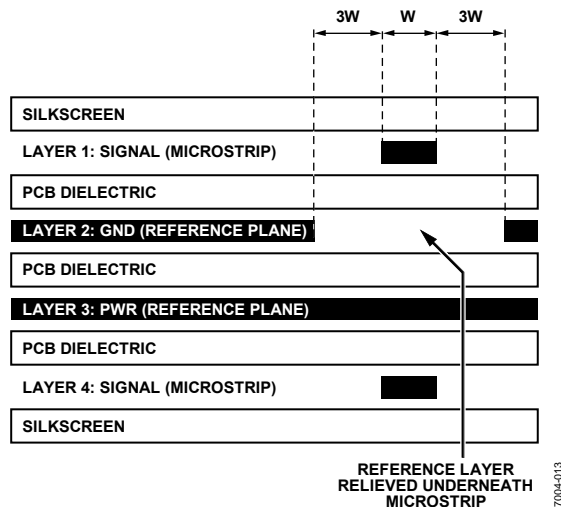 3W W 3W
SILKSCREEN
LAYER 1: SIGNAL (MICROSTRIP)
PCB DIELECTRIC
LAYER 2: GND (REFERENCE PLANE)
PCB DIELECTRIC
LAYER 3: PWR (REFERENCE PLANE)
PCB DIELECTRIC
LAYER 4: SIGNAL (MICROSTRIP)
SILKSCREEN
REFERENCE LAYER
RELIEVED UNDERNEATH
MICROSTRIP
7004-013